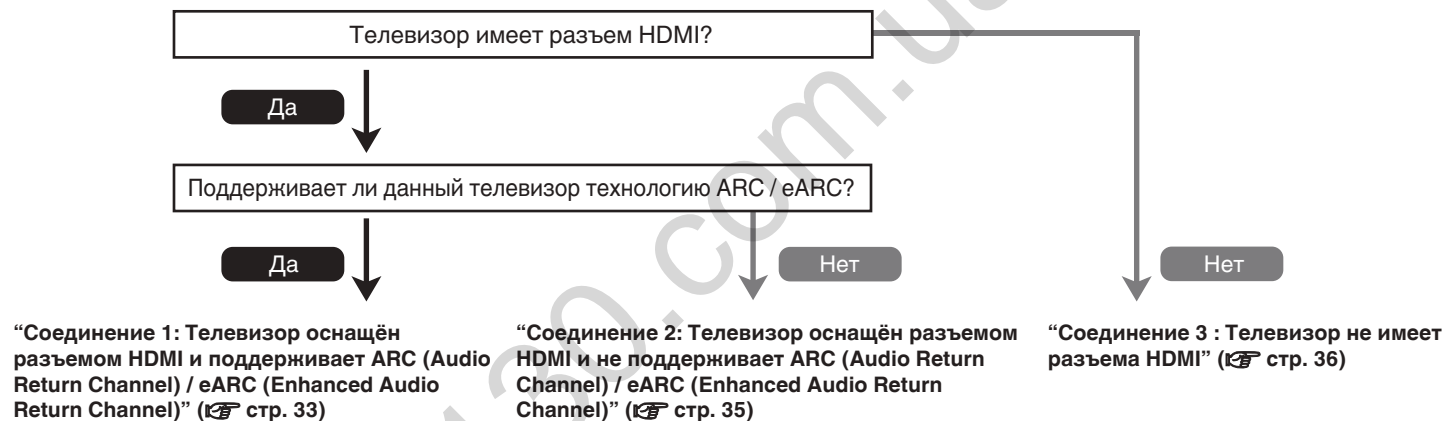 Телевизор имеет разъем HDMI?
Да
Поддерживает ли данный телевизор технологию ARC / eARC?
Да
Нет
Нет
“Соединение 1: Телевизор оснащён
разъемом HDMI и поддерживает ARC (Audio
Return Channel) / eARC (Enhanced Audio
Return Channel)” (☞ стр. 33)
“Соединение 2: Телевизор оснащён разъемом
HDMI и не поддерживает ARC (Audio Return
Channel) / eARC (Enhanced Audio Return
Channel)” (☞ стр. 35)
“Соединение 3 : Телевизор не имеет
разъема HDMI” (☞ стр. 36)
130.com.u